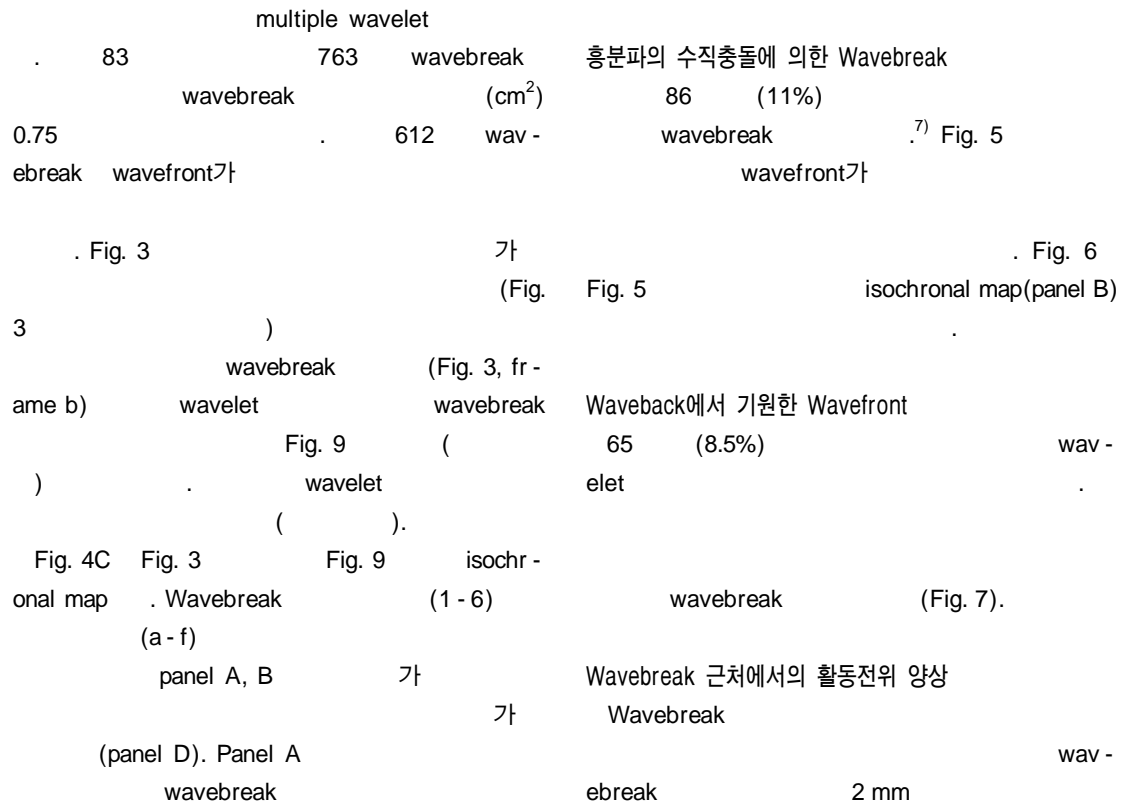 multiple wavelet
. 83 763 wavebreak
wavebreak (cm²)
0.75 . 612 wav -
ebreak wavefront가
. Fig. 3 가
(Fig.
3 )
wavebreak (Fig. 3, fr -
ame b) wavelet wavebreak
Fig. 9 (
) . wavelet
( ).
Fig. 4C Fig. 3 Fig. 9 isochr -
onal map . Wavebreak (1 - 6)
(a - f)
panel A, B 가
가
(panel D). Panel A
wavebreak
흥분파의 수직충돌에 의한 Wavebreak
86 (11%)
wavebreak .⁷⁾ Fig. 5
wavefront가
. Fig. 6
Fig. 5 isochronal map(panel B)
.
Waveback에서 기원한 Wavefront
65 (8.5%) wav -
elet .
wavebreak (Fig. 7).
Wavebreak 근처에서의 활동전위 양상
Wavebreak
wav -
ebreak 2 mm